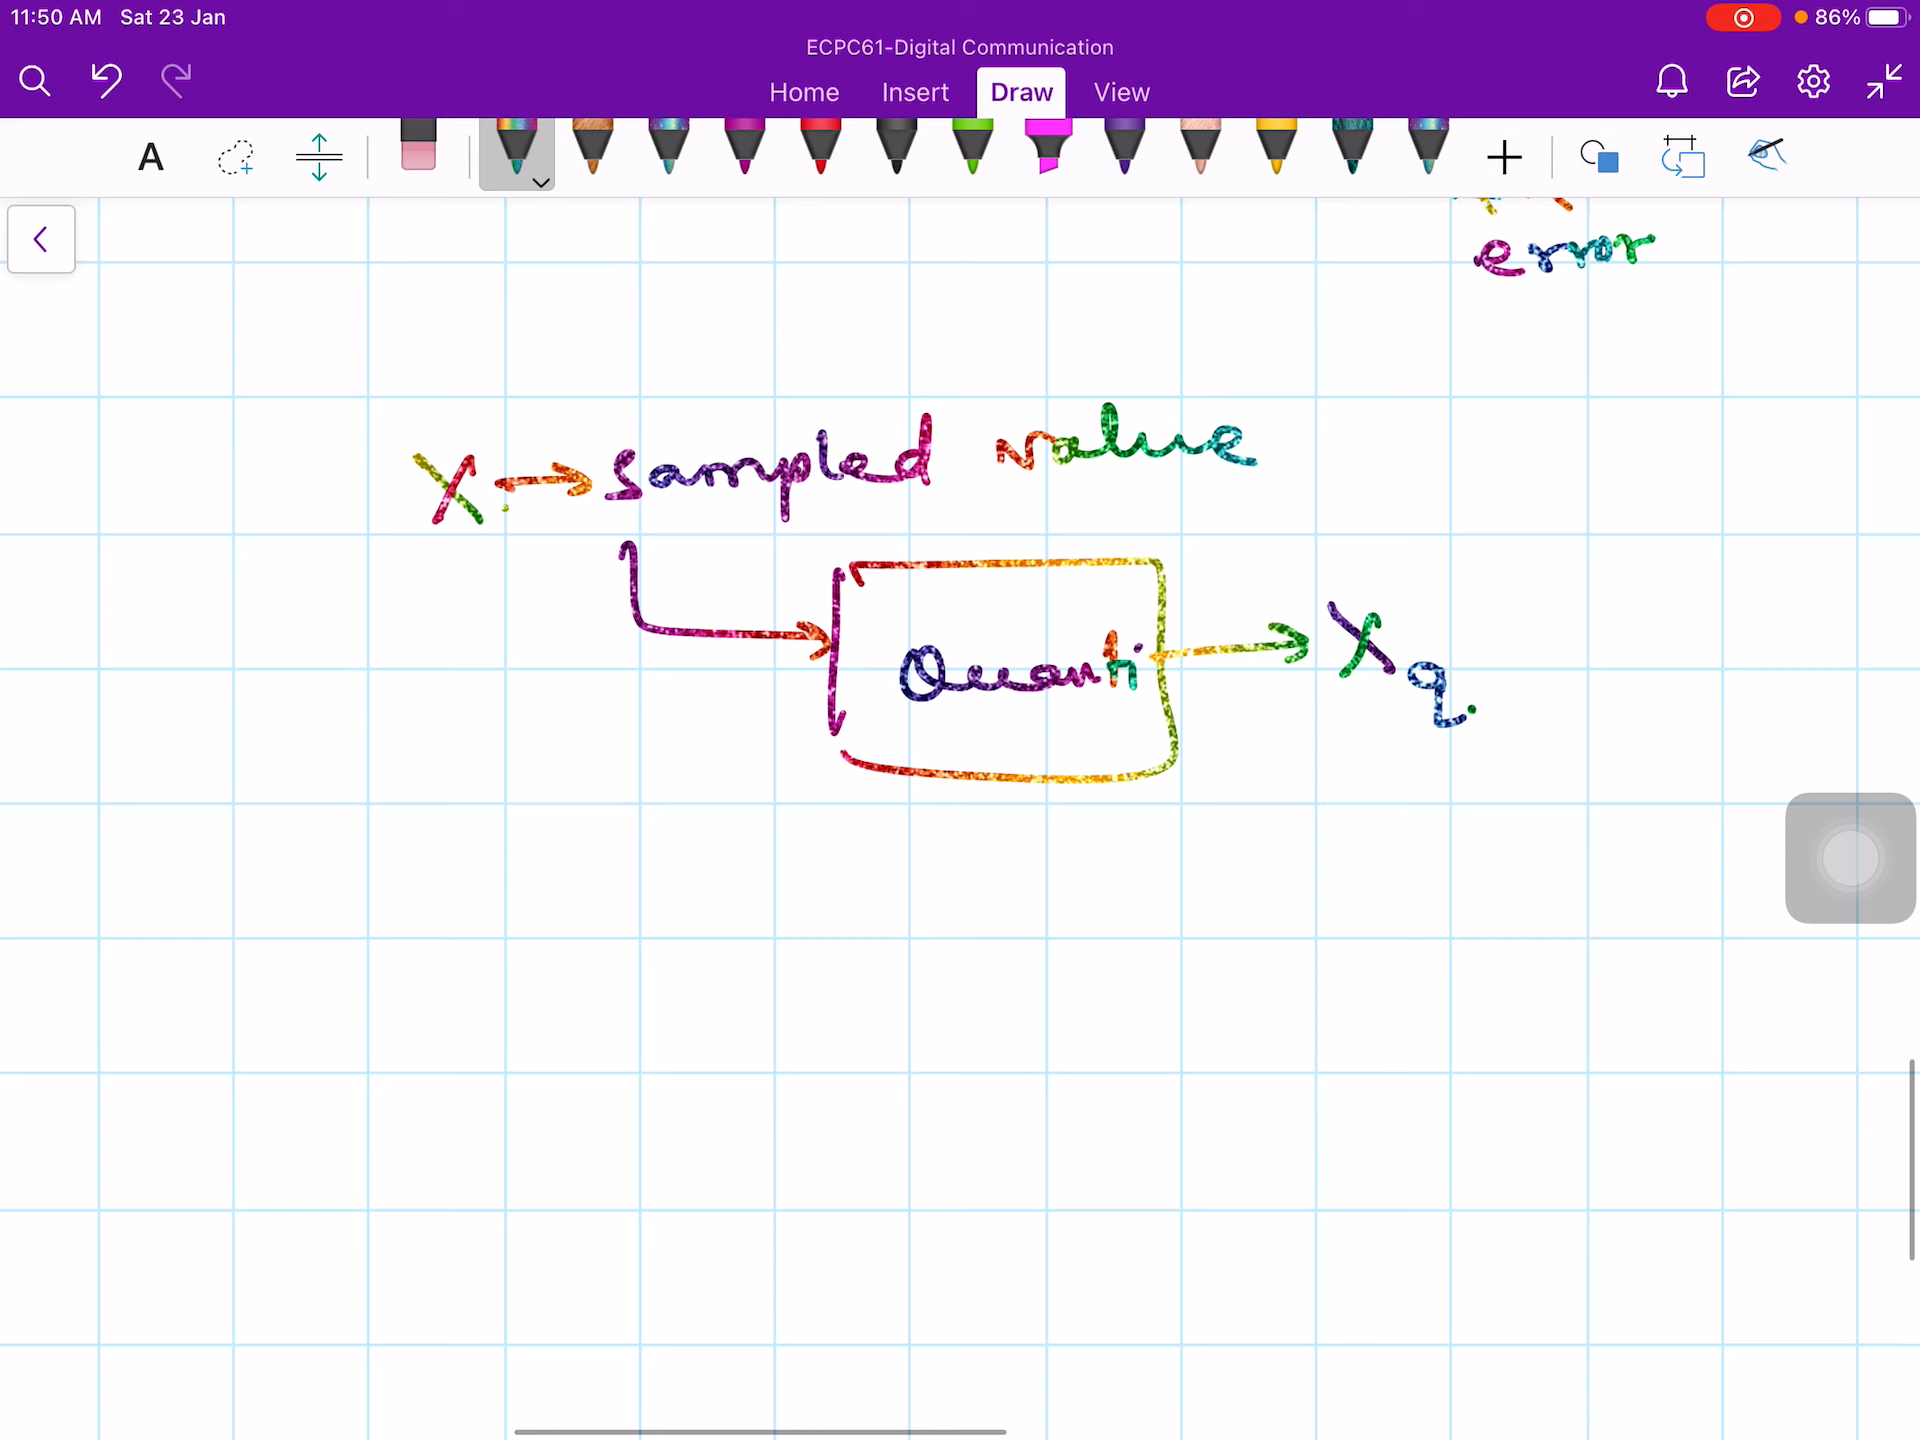 11:50 AM Sat 23 Jan
86%
ECPC61-Digital Communication
Home Insert Draw View
A
error
X → sampled value
Quanti → Xq.